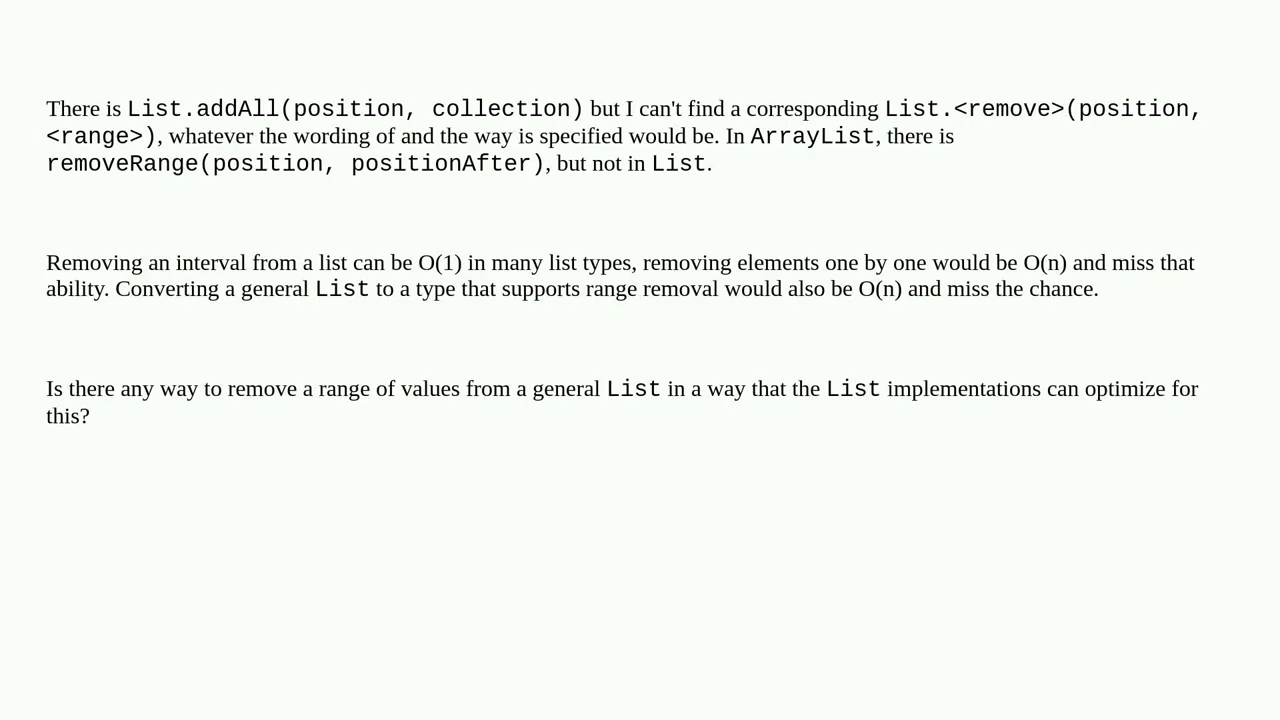 There is List.addAll(position, collection) but I can't find a corresponding List.<remove>(position,
<range>), whatever the wording of and the way is specified would be. In ArrayList, there is
removeRange(position, positionAfter), but not in List.
Removing an interval from a list can be O(1) in many list types, removing elements one by one would be O(n) and miss that
ability. Converting a general List to a type that supports range removal would also be O(n) and miss the chance.
Is there any way to remove a range of values from a general List in a way that the List implementations can optimize for
this?